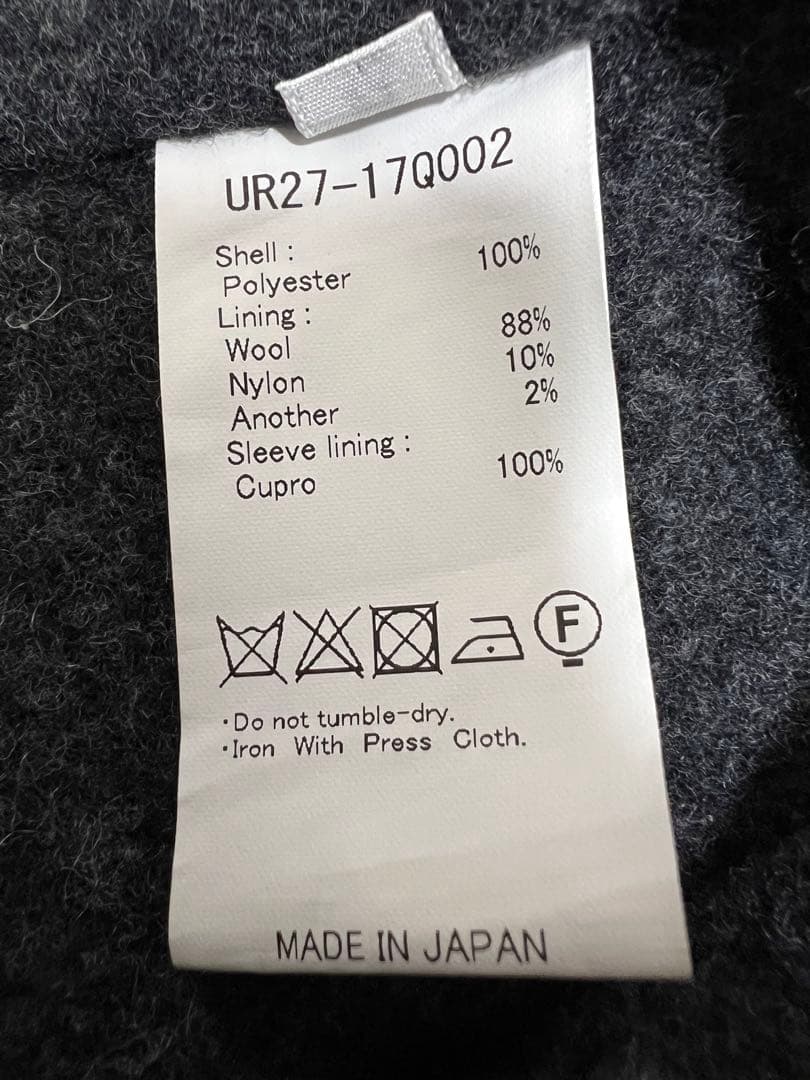 UR27-17Q002
Shell :
Polyester 100%
Lining :
Wool 88%
Nylon 10%
Another 2%
Sleeve lining :
Cupro 100%
F
·Do not tumble-dry.
·Iron With Press Cloth.
MADE IN JAPAN